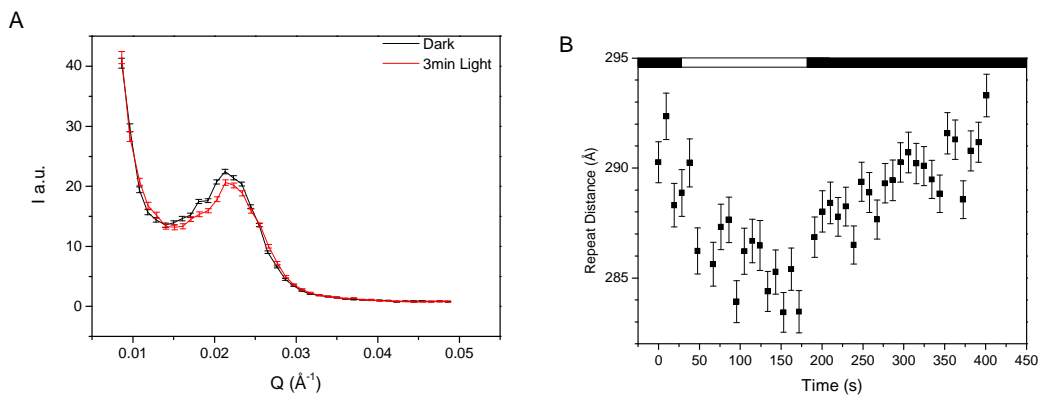 A
Dark
3min Light
40
30
20
10
0
I a.u.
0.01 0.02 0.03 0.04 0.05
Q (Å⁻¹)
B
295
290
285
Repeat Distance (Å)
0 50 100 150 200 250 300 350 400 450
Time (s)